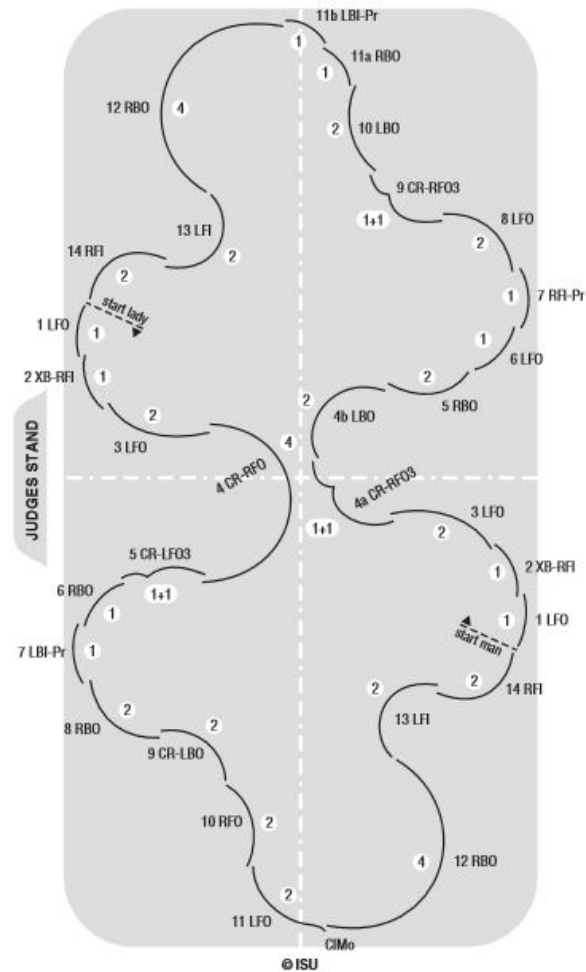 11b LBI-Pr
1
11a RBO
1
12 RBO
4
2
10 LBO
9 CR-RFO3
1+1
8 LFO
2
13 LFI
2
14 RFI
2
7 RFI-Pr
1
start lady
1 LFO
1
1
6 LFO
2 XB-RFI
1
2
5 RBO
2
4b LBO
3 LFO
2
4
4 CR-RFO
JUDGES STAND
4a CR-RFO3
1+1
3 LFO
2
2 XB-RFI
1
5 CR-LFO3
1+1
6 RBO
1
1 LFO
1
start man
7 LBI-Pr
1
14 RFI
2
2
13 LFI
8 RBO
2
2
9 CR-LBO
10 RFO
2
12 RBO
4
2
11 LFO
CIMo
© ISU